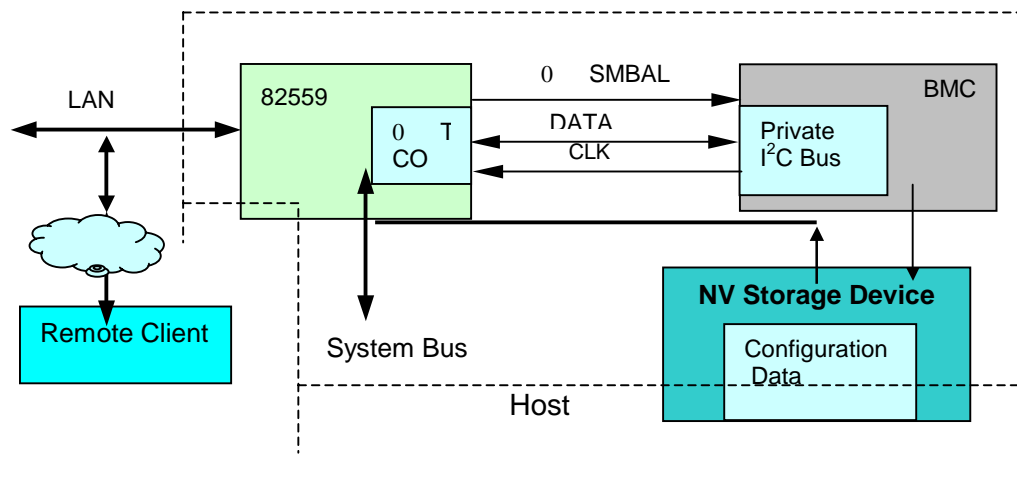 LAN
82559
0 T
CO
0 SMBAL
DATA
CLK
BMC
Private
I²C Bus
Remote Client
System Bus
NV Storage Device
Configuration
Data
Host